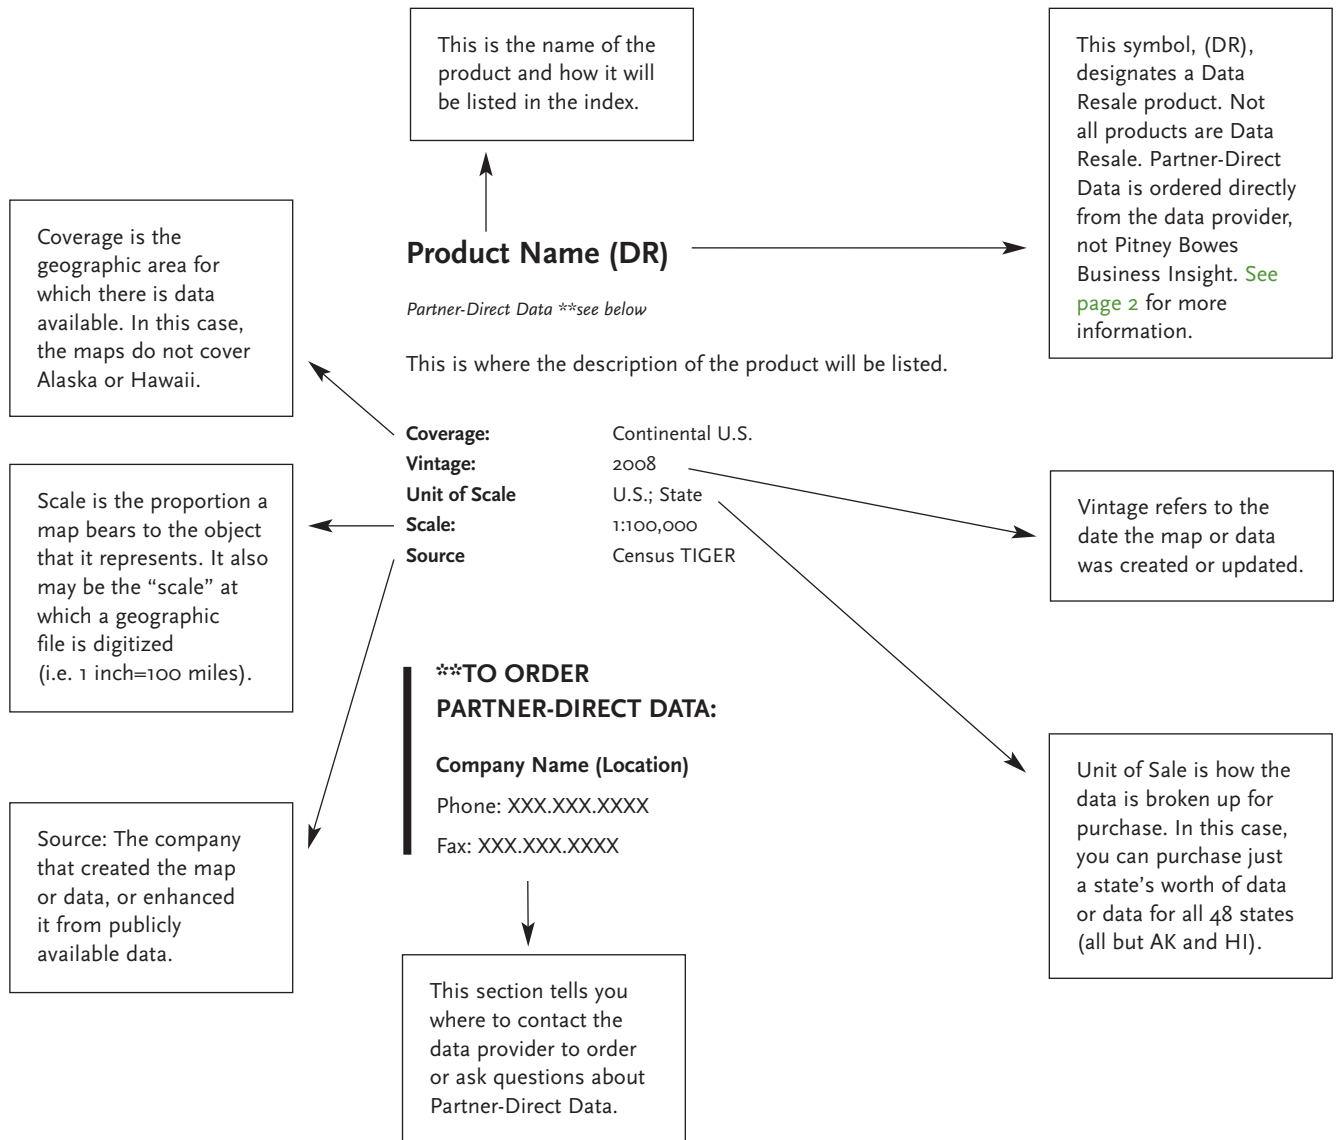 This is the name of the
product and how it will
be listed in the index.
This symbol, (DR),
designates a Data
Resale product. Not
all products are Data
Resale. Partner-Direct
Data is ordered directly
from the data provider,
not Pitney Bowes
Business Insight. See
page 2 for more
information.
Coverage is the
geographic area for
which there is data
available. In this case,
the maps do not cover
Alaska or Hawaii.
Product Name (DR)
Partner-Direct Data **see below
This is where the description of the product will be listed.
Coverage: Continental U.S.
Vintage: 2008
Unit of Scale U.S.; State
Scale: 1:100,000
Source Census TIGER
Scale is the proportion a
map bears to the object
that it represents. It also
may be the “scale” at
which a geographic
file is digitized
(i.e. 1 inch=100 miles).
Vintage refers to the
date the map or data
was created or updated.
**TO ORDER
PARTNER-DIRECT DATA:
Company Name (Location)
Phone: XXX.XXX.XXXX
Fax: XXX.XXX.XXXX
Unit of Sale is how the
data is broken up for
purchase. In this case,
you can purchase just
a state’s worth of data
or data for all 48 states
(all but AK and HI).
Source: The company
that created the map
or data, or enhanced
it from publicly
available data.
This section tells you
where to contact the
data provider to order
or ask questions about
Partner-Direct Data.